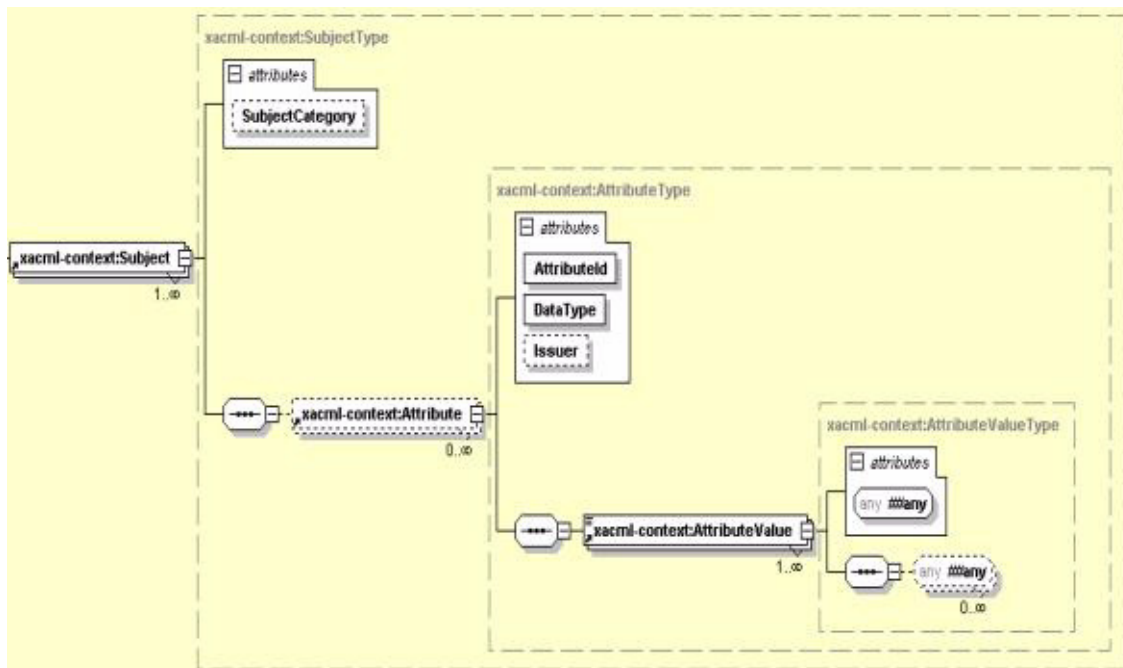 xacml-context:SubjectType
attributes
SubjectCategory
xacml-context:AttributeType
attributes
AttributeId
DataType
Issuer
xacml-context:Subject
1..∞
xacml-context:Attribute
0..∞
xacml-context:AttributeValueType
attributes
any ##any
xacml-context:AttributeValue
1..∞
any ##any
0..∞